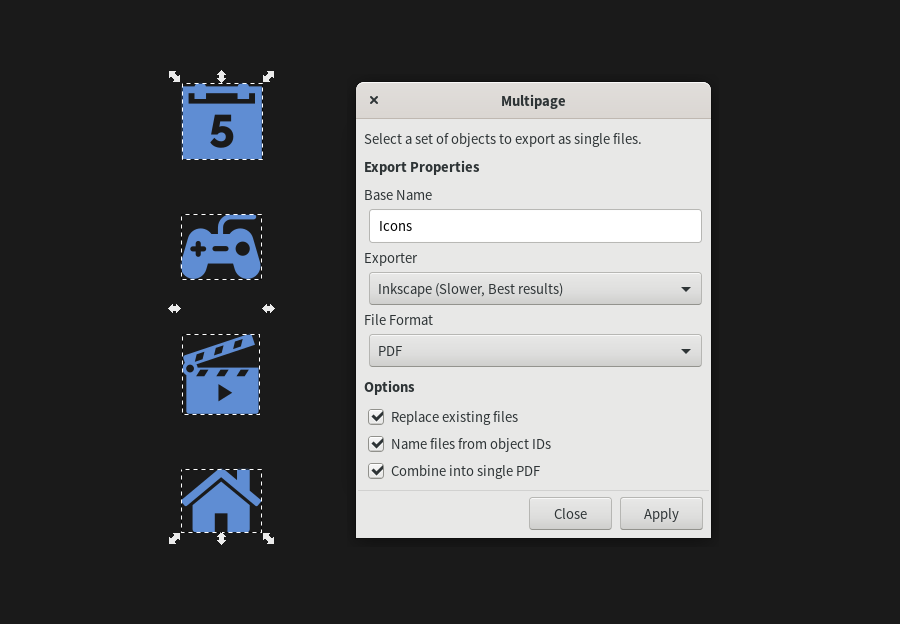 5
Multipage
Select a set of objects to export as single files.
Export Properties
Base Name
Icons
Exporter
Inkscape (Slower, Best results)
File Format
PDF
Options
Replace existing files
Name files from object IDs
Combine into single PDF
Close
Apply